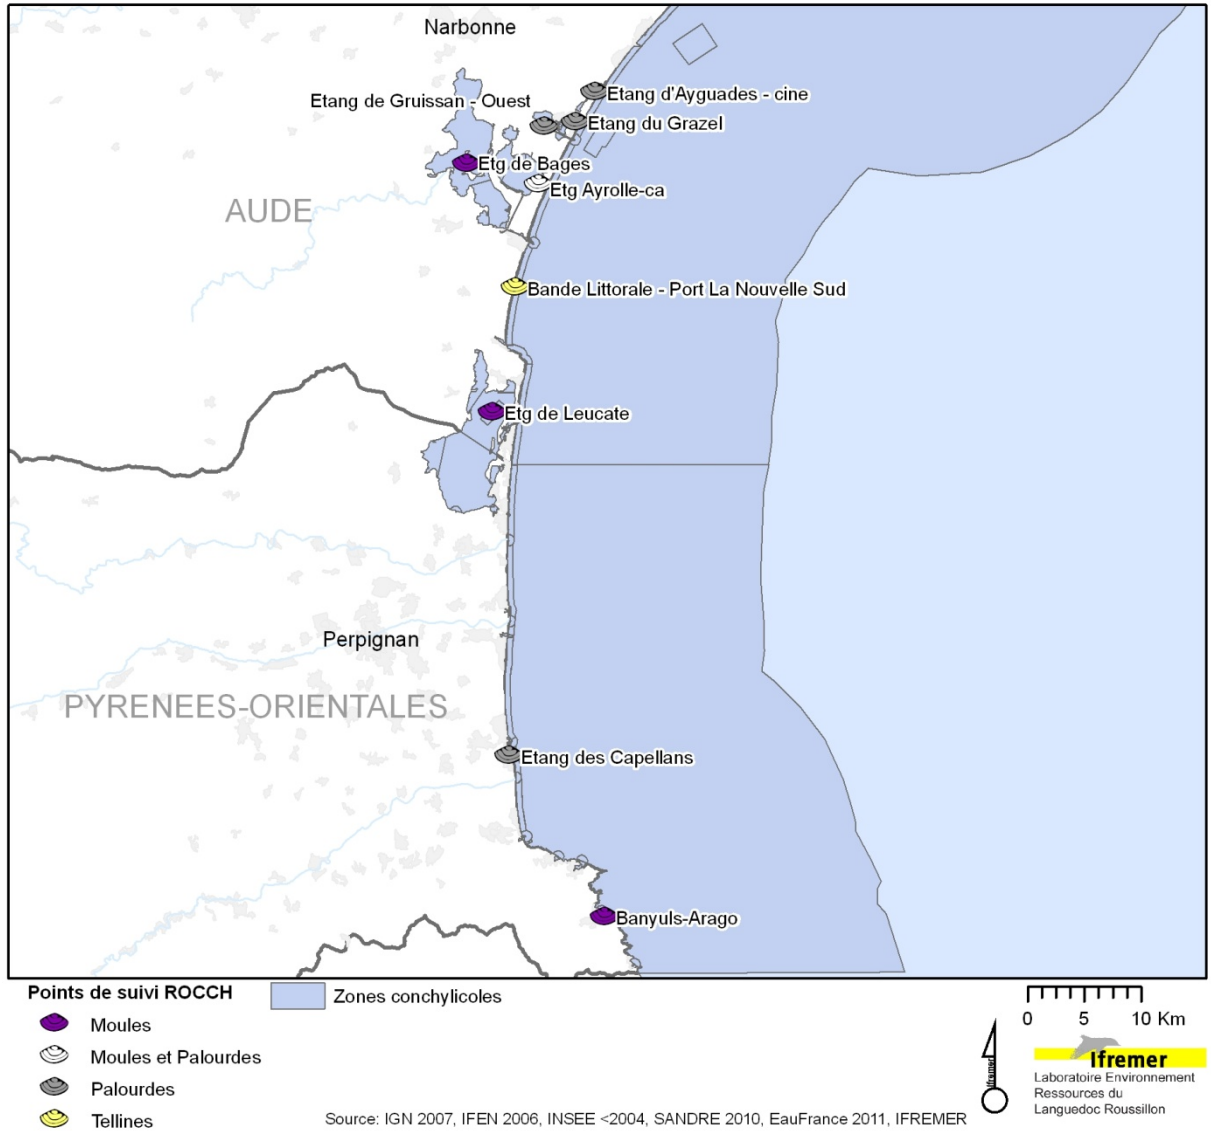 Narbonne
Etang de Gruissan - Ouest
Etang d'Ayguades - cine
Etang du Grazel
Etg de Bages
Etg Ayrolle-ca
AUDE
Bande Littorale - Port La Nouvelle Sud
Etg de Leucate
Perpignan
PYRENEES-ORIENTALES
Etang des Capellans
Banyuls-Arago
Points de suivi ROCCH
Zones conchylicoles
Moules
Moules et Palourdes
Palourdes
Tellines
0 5 10 Km
Ifremer
Ifremer
Laboratoire Environnement
Ressources du
Languedoc Roussillon
Source: IGN 2007, IFEN 2006, INSEE <2004, SANDRE 2010, EauFrance 2011, IFREMER